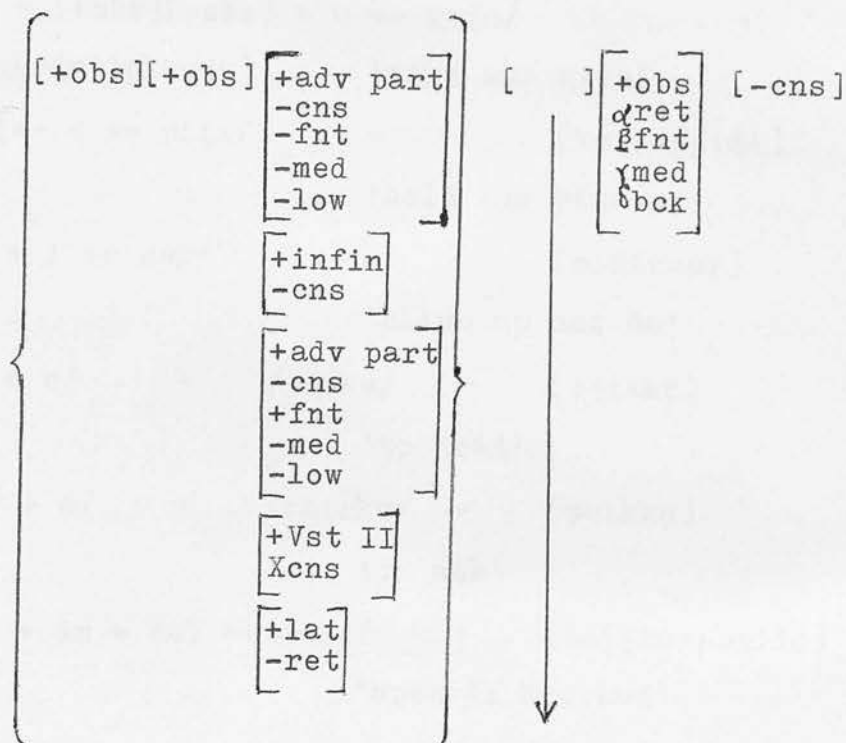 [+obs][+obs] +adv part [ ] +obs [-cns]
-cns αret
-fnt βfnt
-med γmed
-low δbck
+infin
-cns
+adv part
-cns
+fnt
-med
-low
+Vst II
Xcns
+lat
-ret